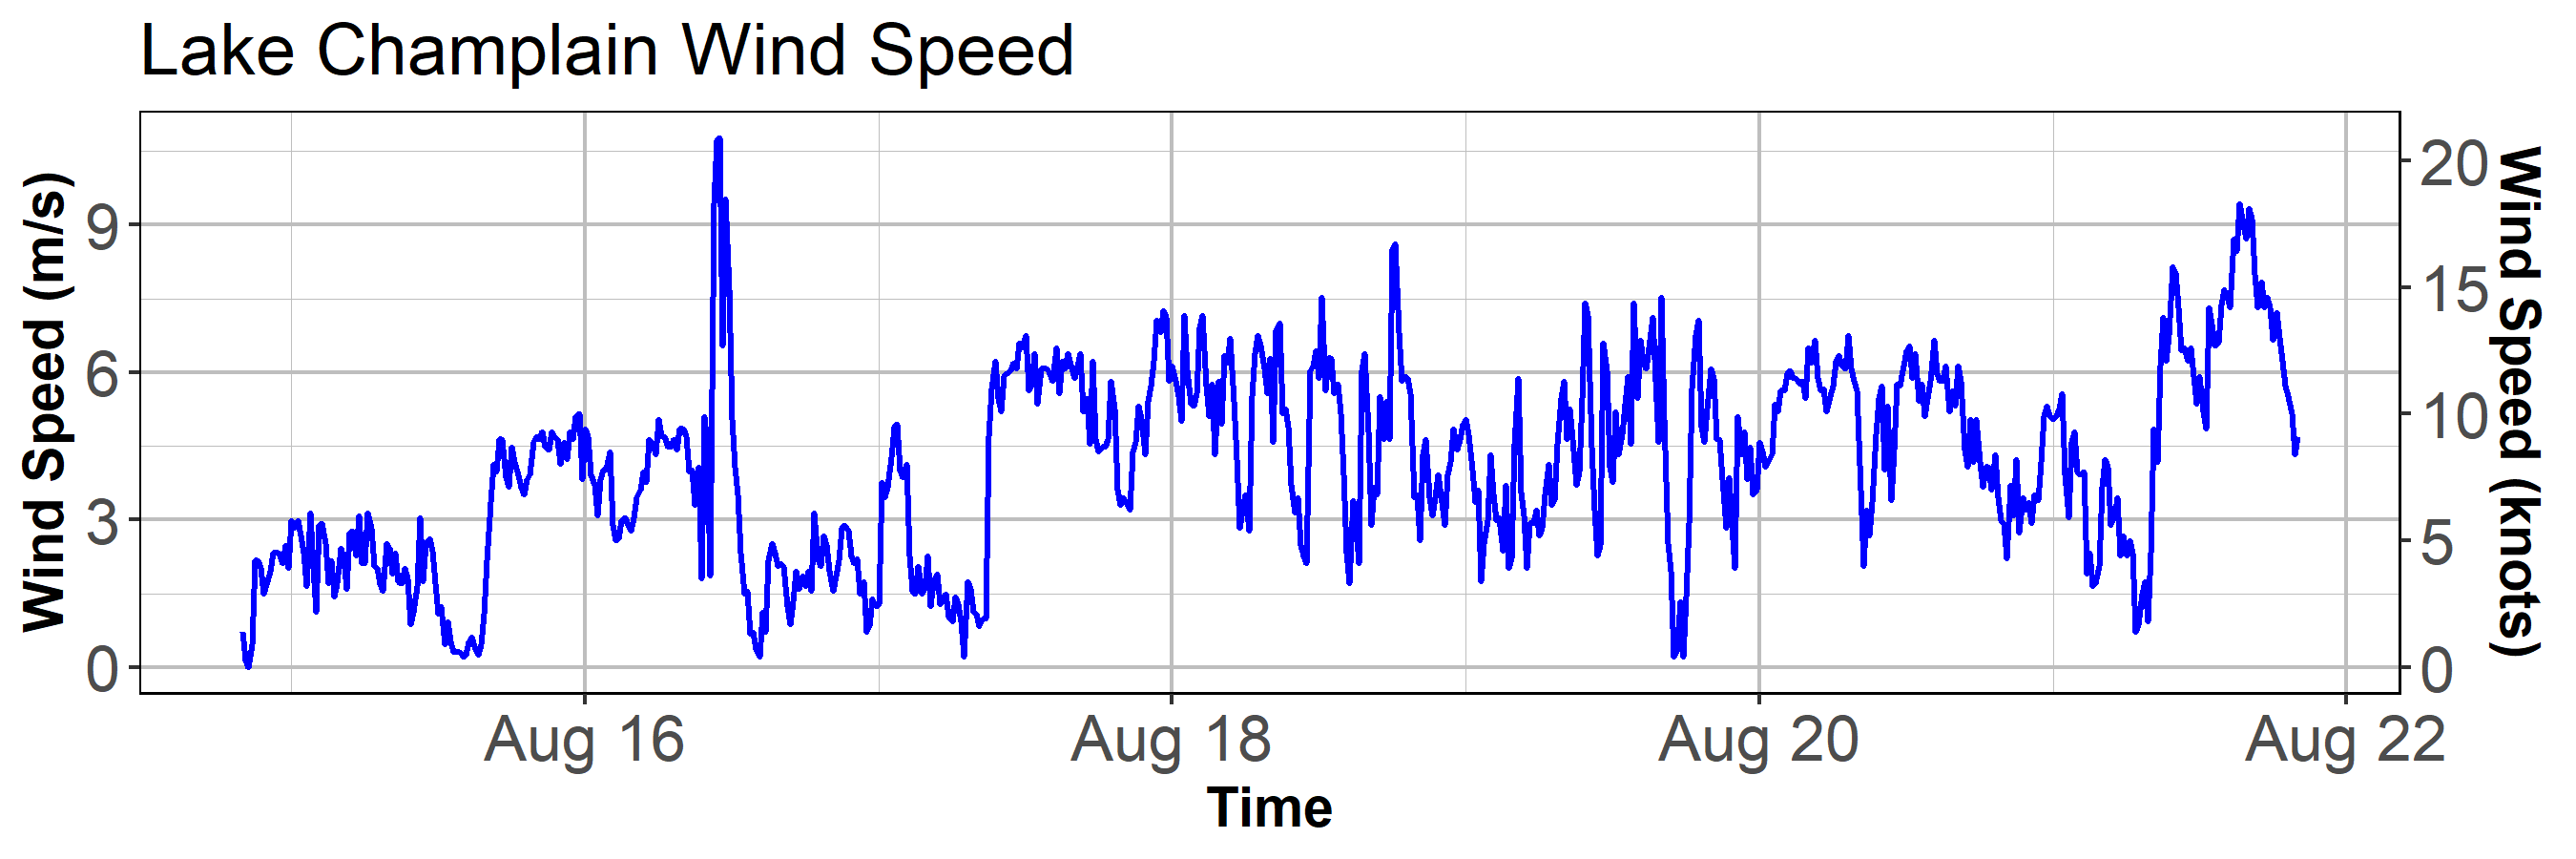 Lake Champlain Wind Speed
Wind Speed (m/s)
9
6
3
0
20
15
10
5
0
Wind Speed (knots)
Aug 16
Aug 18
Aug 20
Aug 22
Time